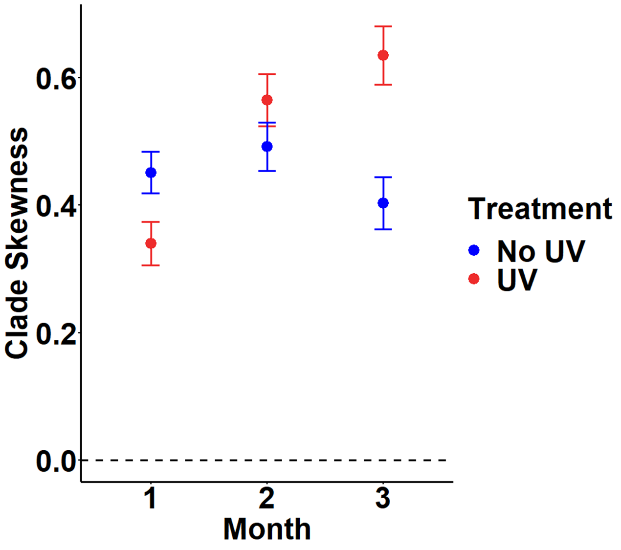 Clade Skewness
0.6
0.4
0.2
0.0
1 2 3
Month
Treatment
No UV
UV